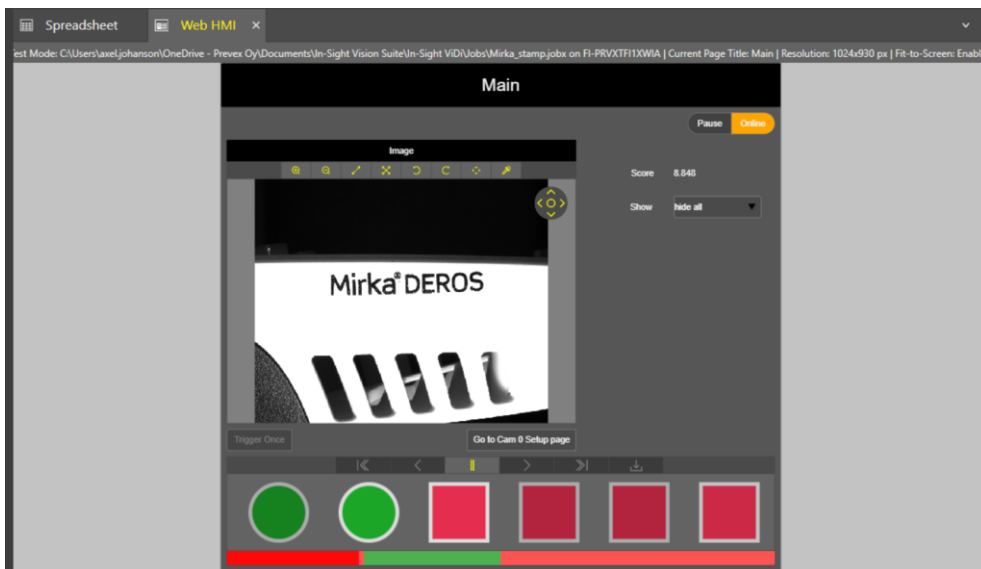 Spreadsheet
Web HMI
est Mode: C:\Users\axel.johanson\OneDrive - Prevex Oy\Documents\In-Sight Vision Suite\In-Sight ViDi\Jobs\Mirka_stamp.jobx on FI-PRVXTFI1XWIA | Current Page Title: Main | Resolution: 1024x930 px | Fit-to-Screen: Enabl
Main
Pause Online
Image
Score 8.848
Show hide all
Mirka® DEROS
Trigger Once
Go to Cam 0 Setup page